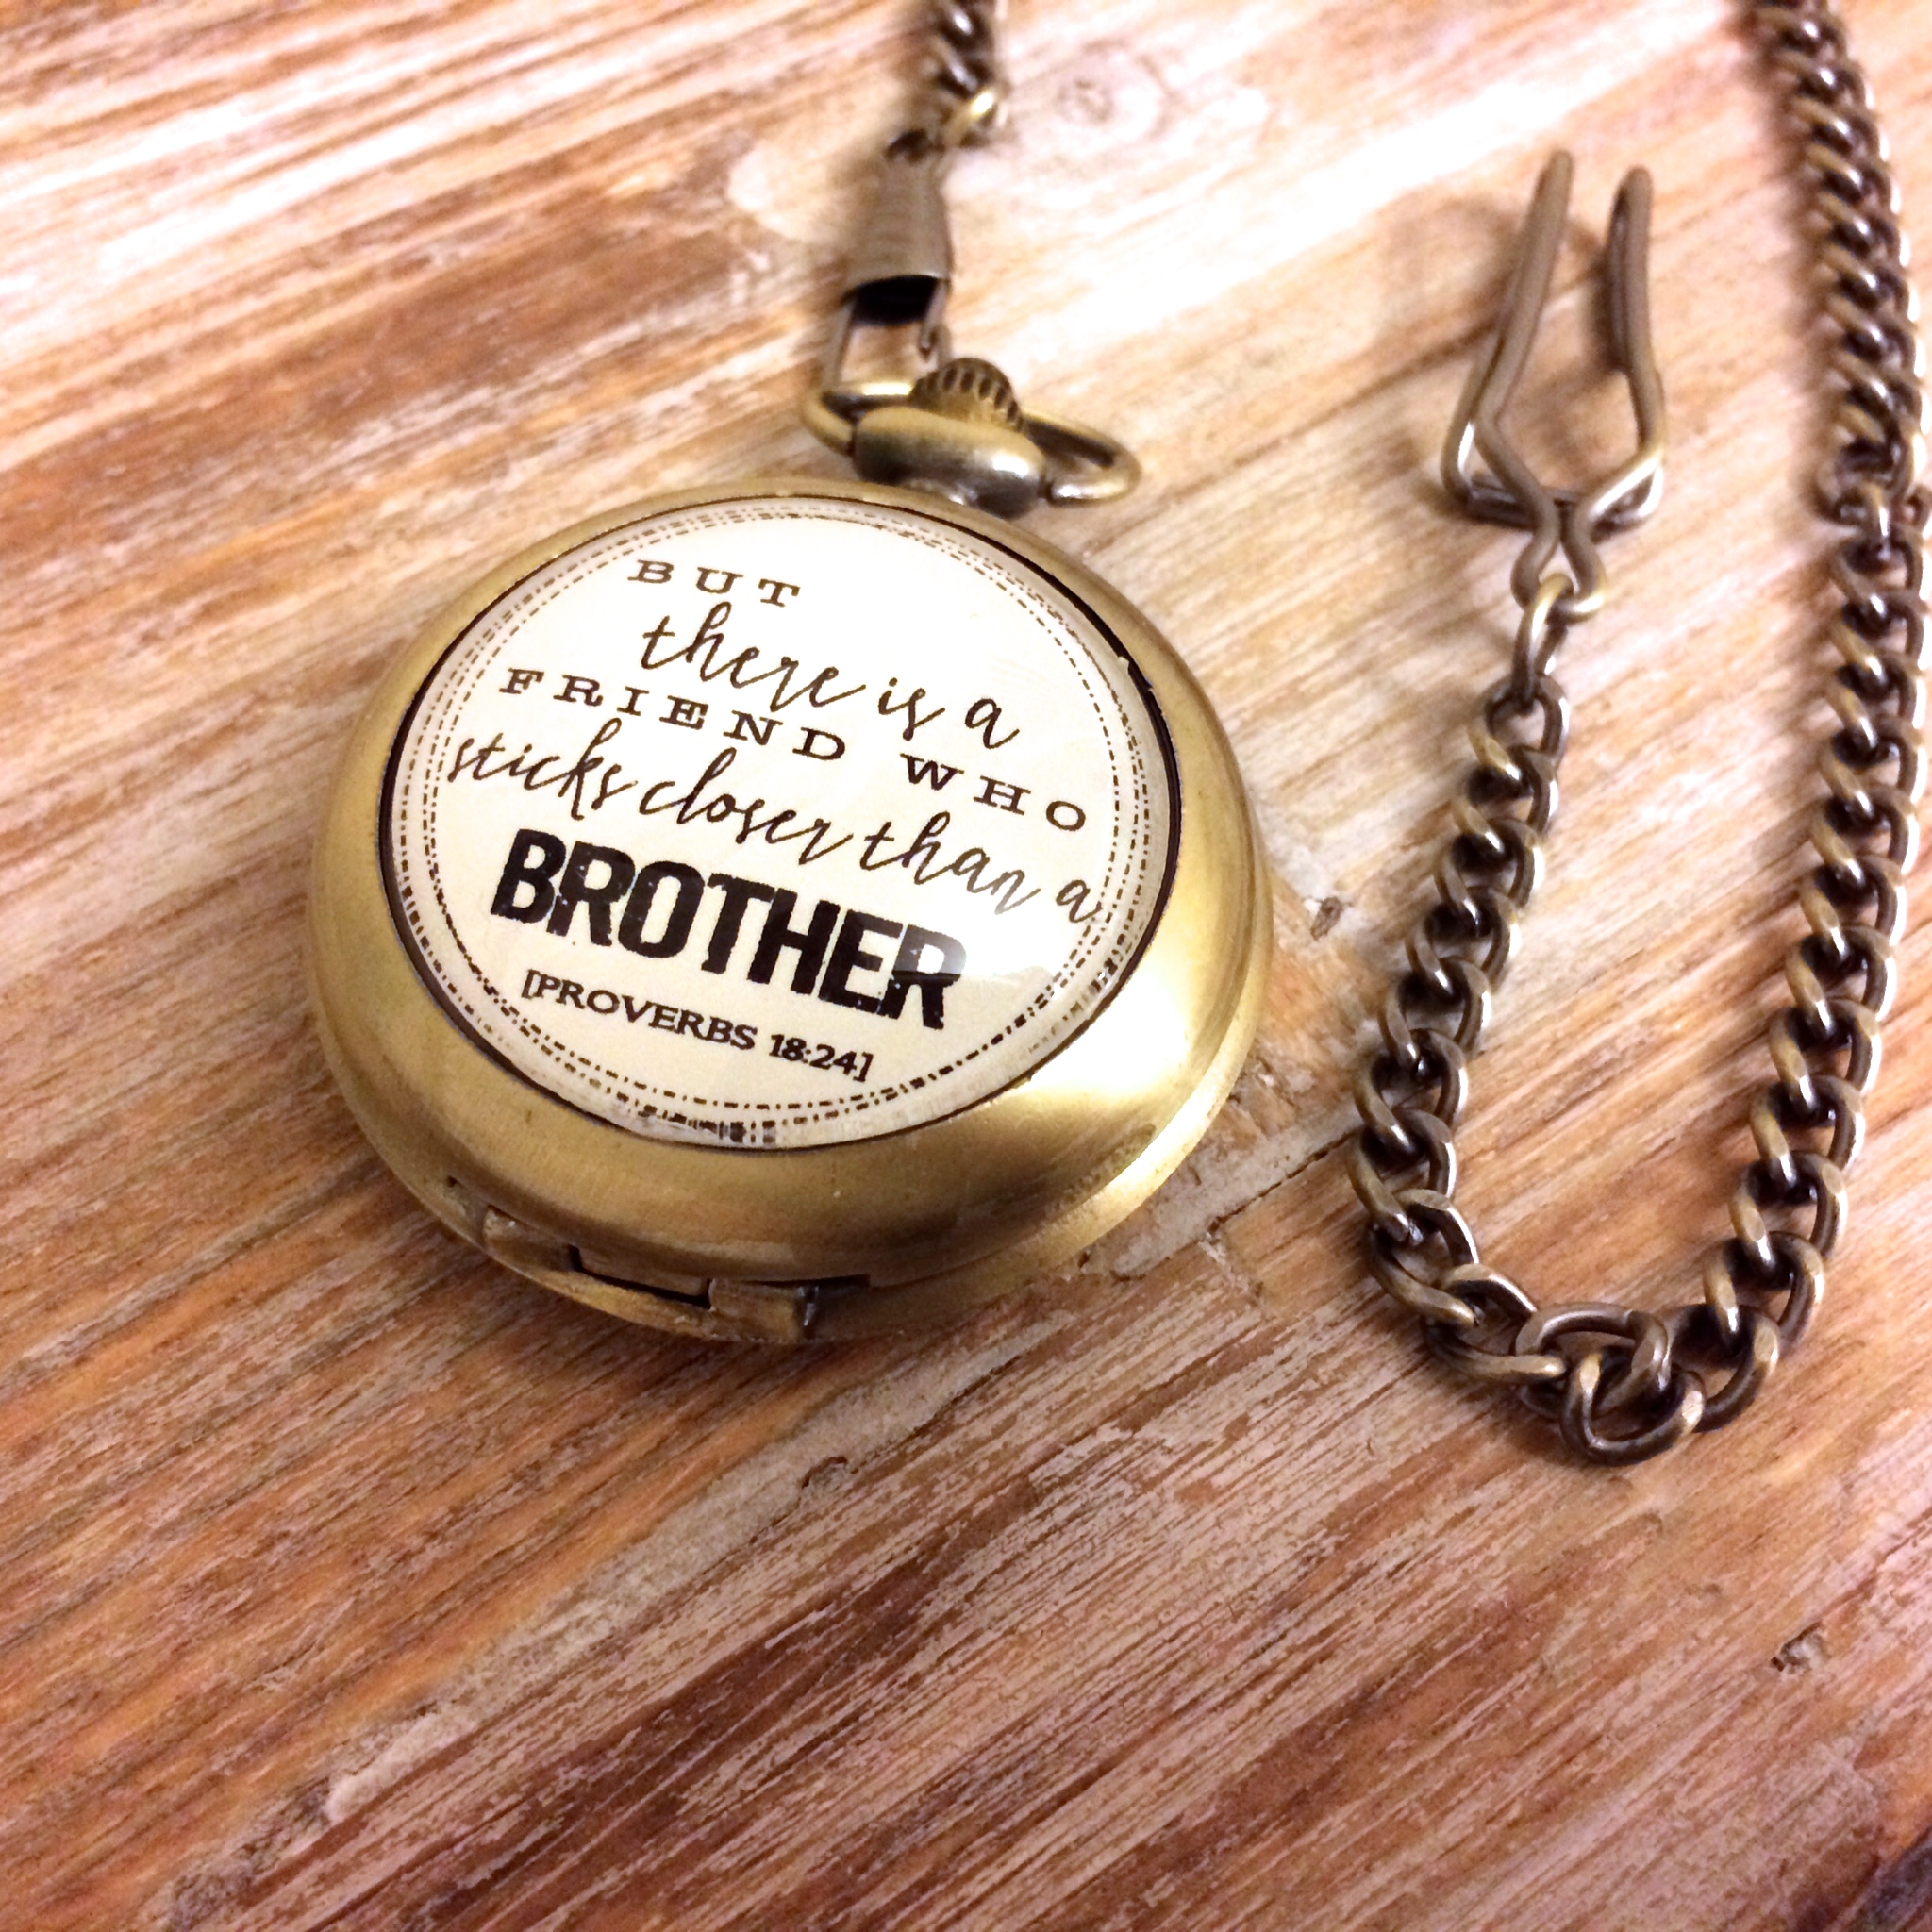 BUT
there is a
FRIEND WHO
sticks closer than a
BROTHER
[PROVERBS 18:24]